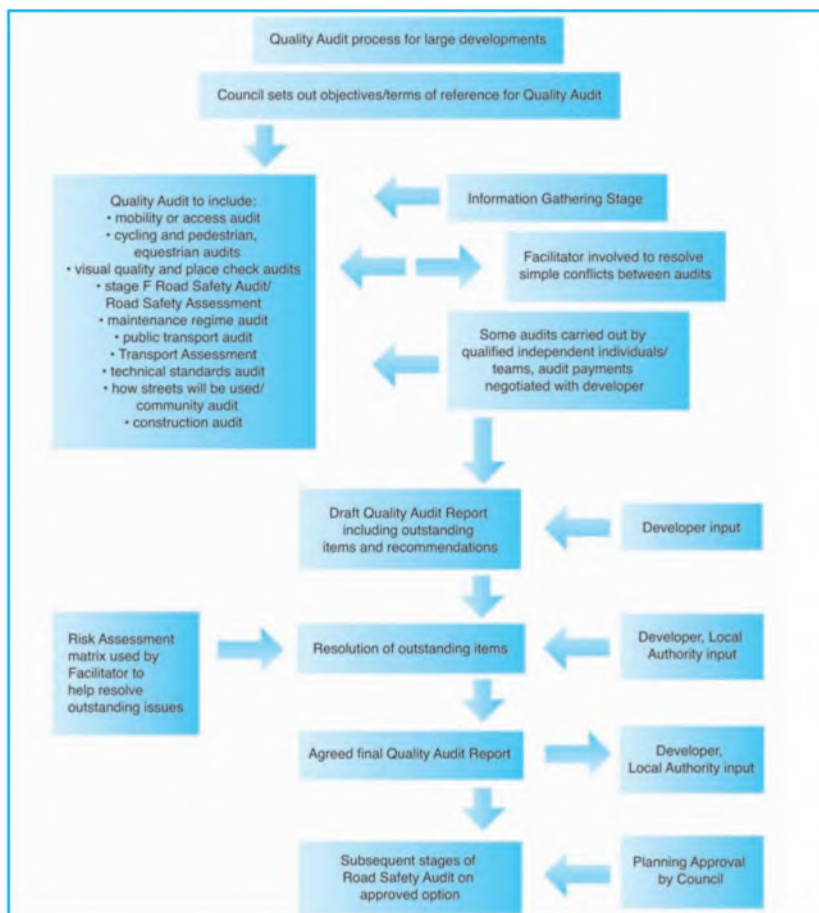 Quality Audit process for large developments
Council sets out objectives/terms of reference for Quality Audit
Quality Audit to include:
• mobility or access audit
• cycling and pedestrian,
equestrian audits
• visual quality and place check audits
• stage F Road Safety Audit/
Road Safety Assessment
• maintenance regime audit
• public transport audit
• Transport Assessment
• technical standards audit
• how streets will be used/
community audit
• construction audit
Information Gathering Stage
Facilitator involved to resolve
simple conflicts between audits
Some audits carried out by
qualified independent individuals/
teams, audit payments
negotiated with developer
Draft Quality Audit Report
including outstanding
items and recommendations
Developer input
Risk Assessment
matrix used by
Facilitator to
help resolve
outstanding issues
Resolution of outstanding items
Developer, Local
Authority input
Agreed final Quality Audit Report
Developer,
Local Authority input
Subsequent stages of
Road Safety Audit on
approved option
Planning Approval
by Council